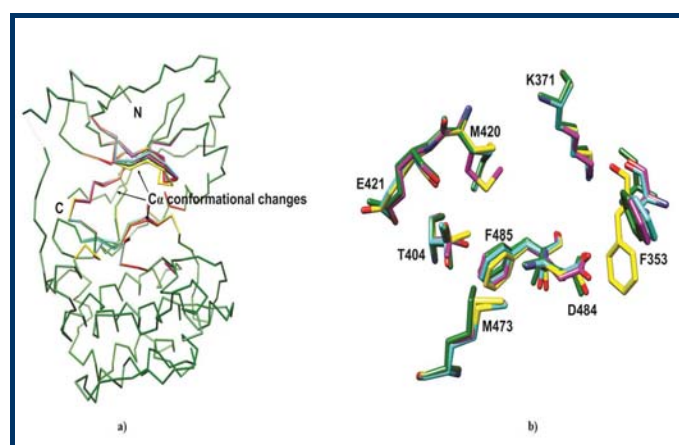 N
Cα conformational changes
C
a)
K371
M420
E421
T404
F485
F353
D484
M473
b)